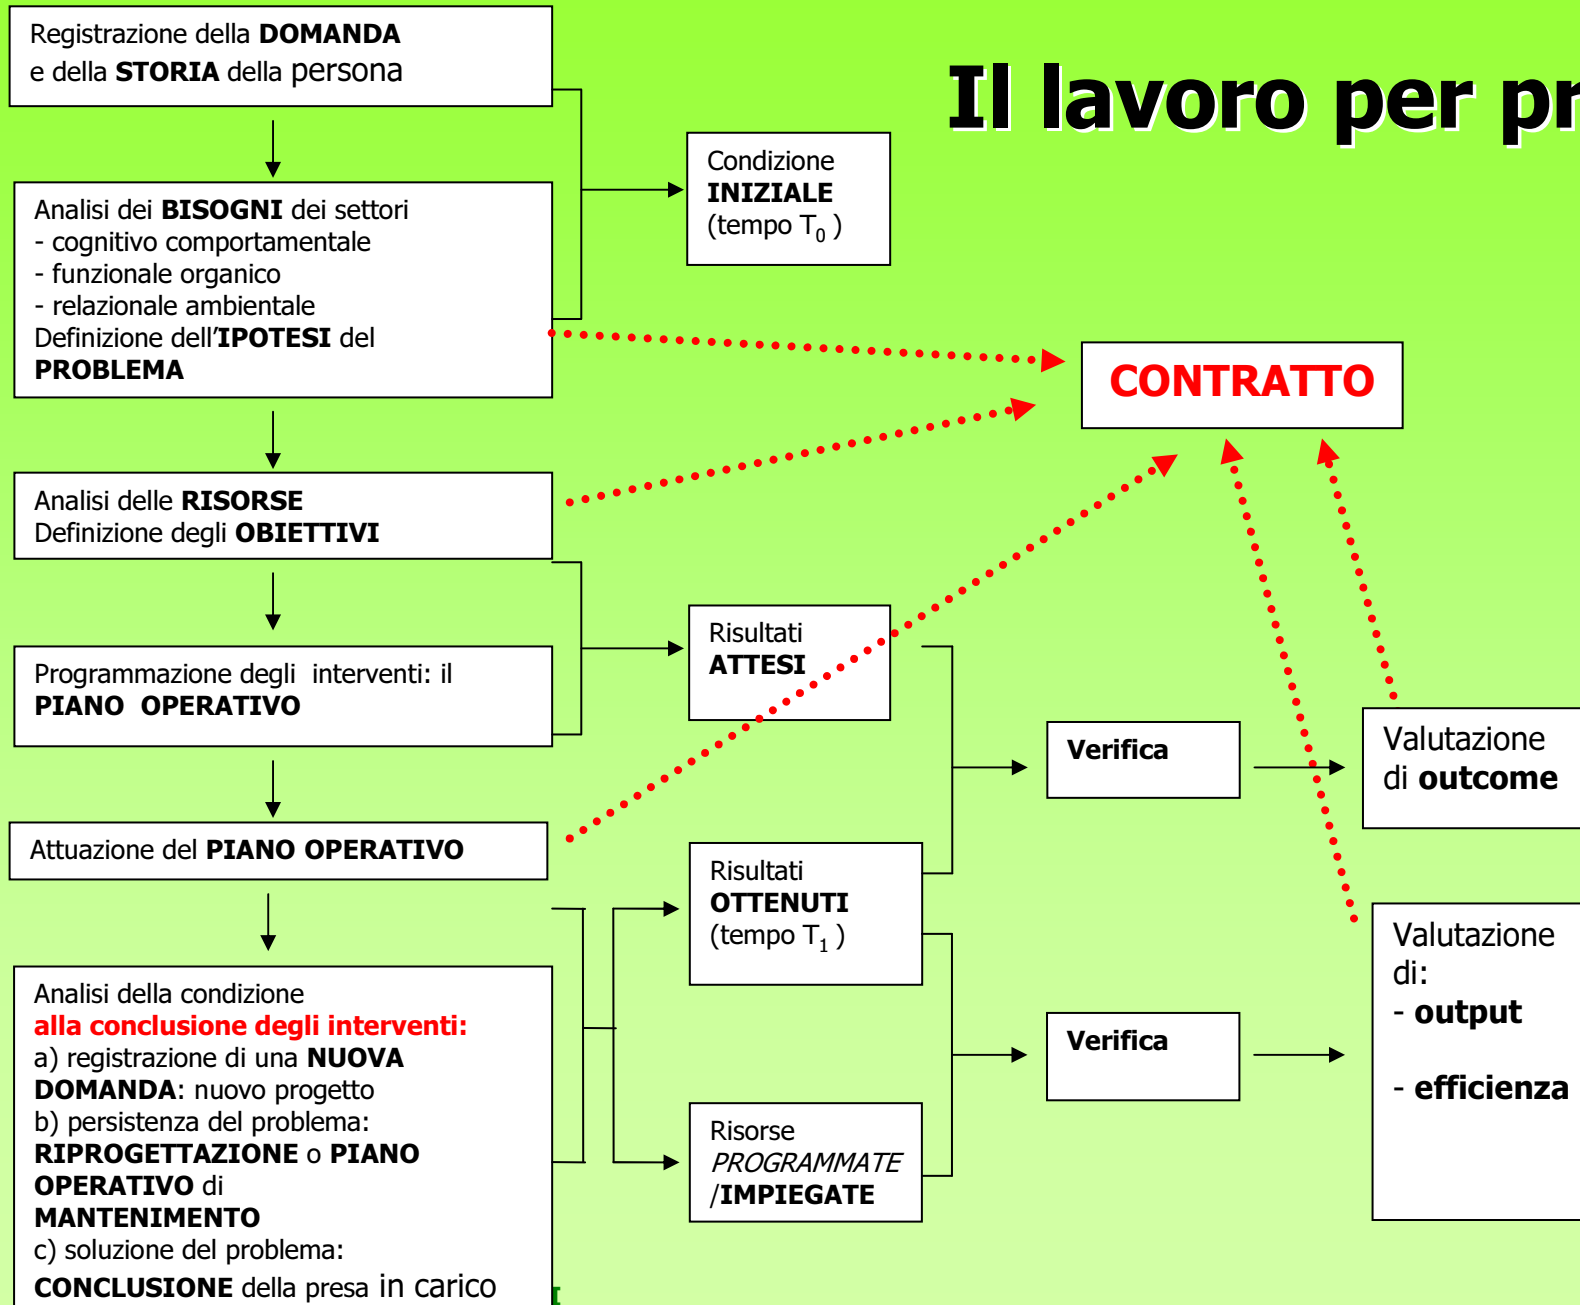 Il lavoro per pr
Registrazione della DOMANDA
e della STORIA della persona
Condizione
INIZIALE
(tempo T0 )
Analisi dei BISOGNI dei settori
- cognitivo comportamentale
- funzionale organico
- relazionale ambientale
Definizione dell'IPOTESI del
PROBLEMA
CONTRATTO
Analisi delle RISORSE
Definizione degli OBIETTIVI
Risultati
ATTESI
Programmazione degli interventi: il
PIANO OPERATIVO
Verifica
Valutazione
di outcome
Attuazione del PIANO OPERATIVO
Risultati
OTTENUTI
(tempo T1 )
Valutazione
di:
- output
- efficienza
Analisi della condizione
alla conclusione degli interventi:
a) registrazione di una NUOVA
DOMANDA: nuovo progetto
b) persistenza del problema:
RIPROGETTAZIONE o PIANO
OPERATIVO di
MANTENIMENTO
c) soluzione del problema:
CONCLUSIONE della presa in carico
Verifica
Risorse
PROGRAMMATE
/IMPIEGATE